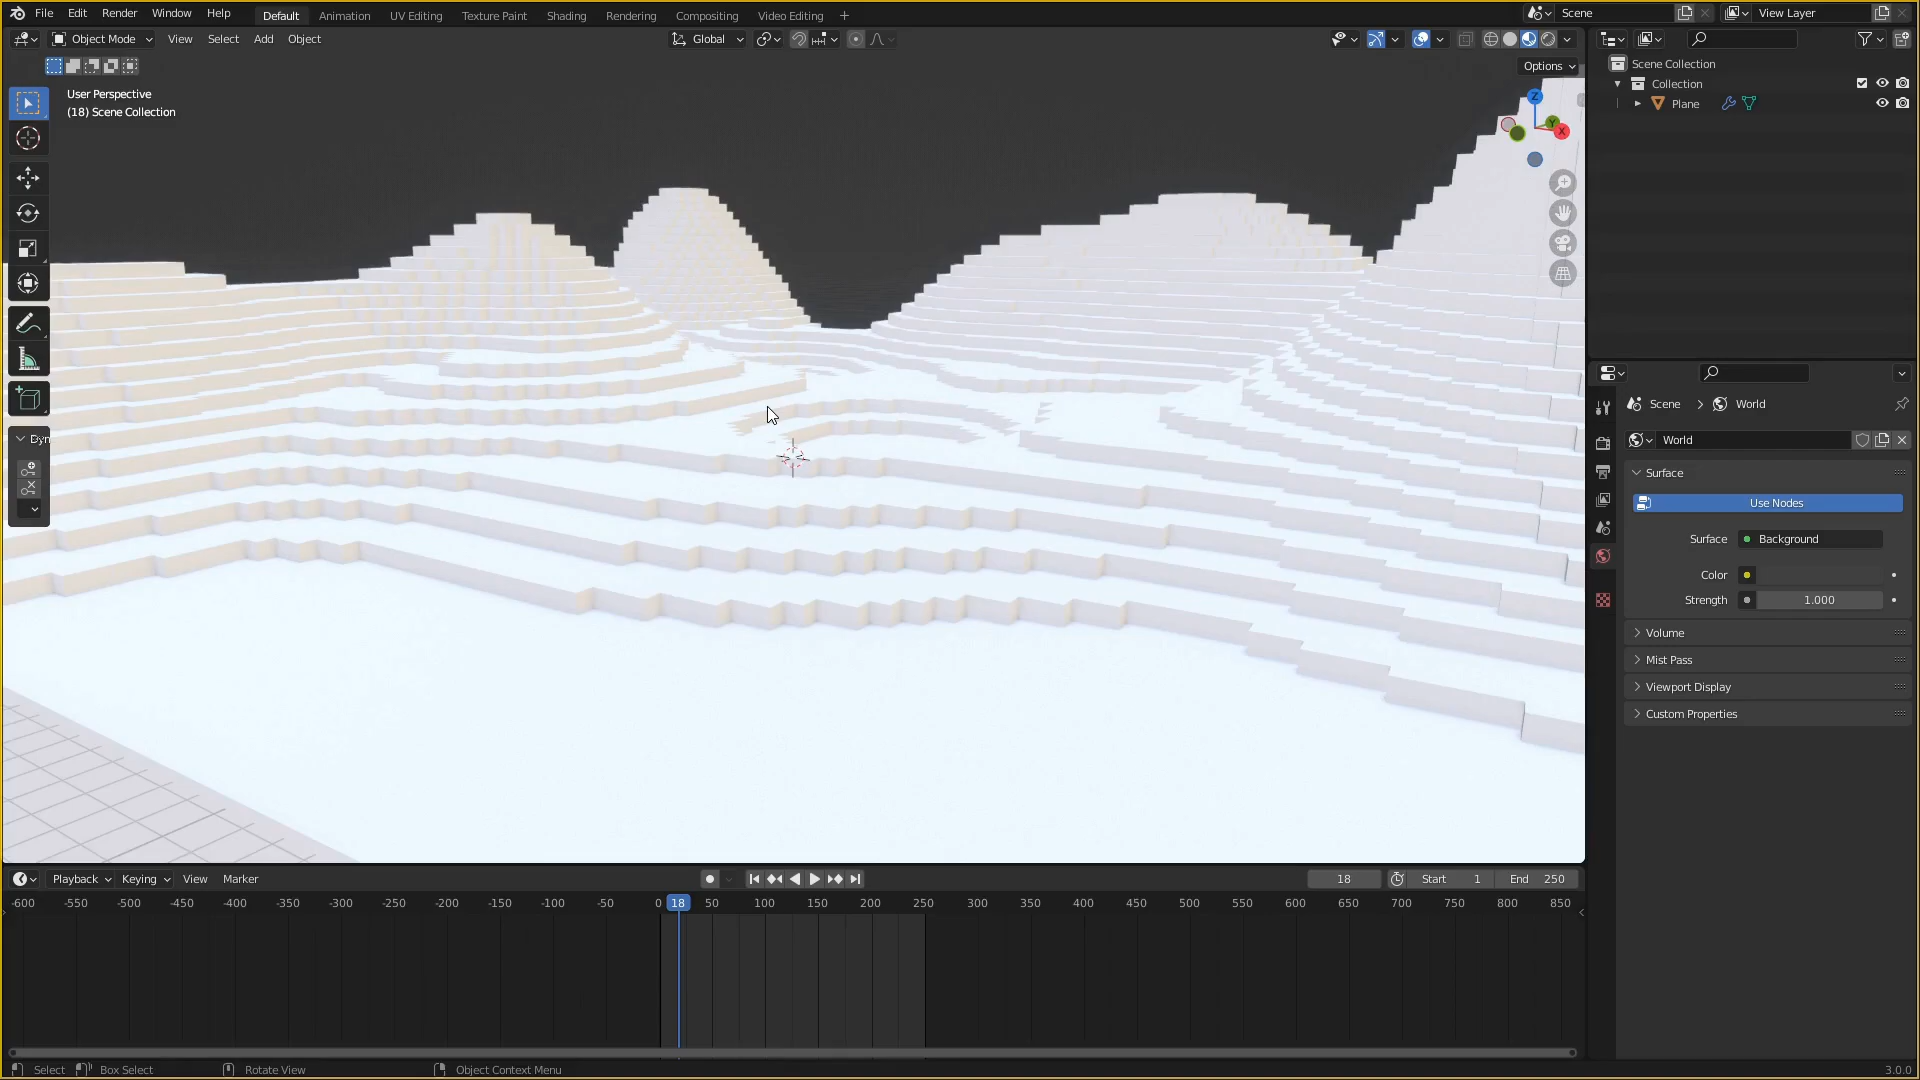 File Edit Render Window Help Default Animation UV Editing Texture Paint Shading Rendering Compositing Video Editing + Scene View Layer
Object Mode View Select Add Object Global
Options
User Perspective
(18) Scene Collection
Z
Y
X
Dyn
Scene Collection
Collection
Plane
Scene > World
World
Surface
Use Nodes
Surface Background
Color
Strength 1.000
Volume
Mist Pass
Viewport Display
Custom Properties
Playback Keying View Marker 18 Start 1 End 250
-600 -550 -500 -450 -400 -350 -300 -250 -200 -150 -100 -50 0 18 50 100 150 200 250 300 350 400 450 500 550 600 650 700 750 800 850
Select Box Select Rotate View Object Context Menu 3.0.0